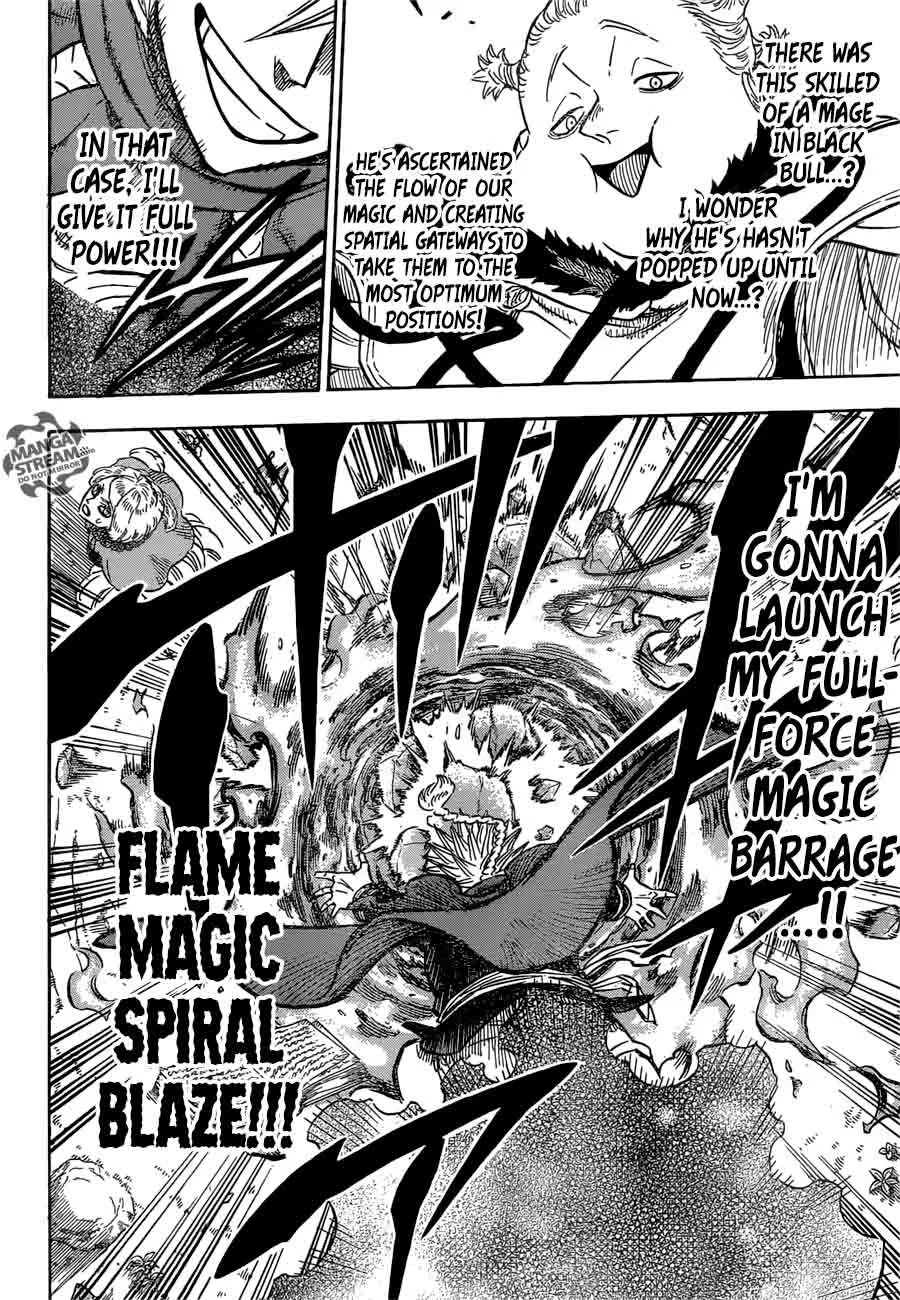 THERE WAS
THIS SKILLED
OF A MAGE
IN BLACK
BULL...?
I WONDER
WHY HE'S HASN'T
POPPED UP UNTIL
NOW...?
HE'S ASCERTAINED
THE FLOW OF OUR
MAGIC AND CREATING
SPATIAL GATEWAYS TO
TAKE THEM TO THE
MOST OPTIMUM
POSITIONS!
IN THAT
CASE, I'LL
GIVE IT FULL
POWER!!!
MANGA
STREAM.com
DO NOT MIRROR
I'M
GONNA
LAUNCH
MY FULL-
FORCE
MAGIC
BARRAGE
...!!
FLAME
MAGIC
SPIRAL
BLAZE!!!